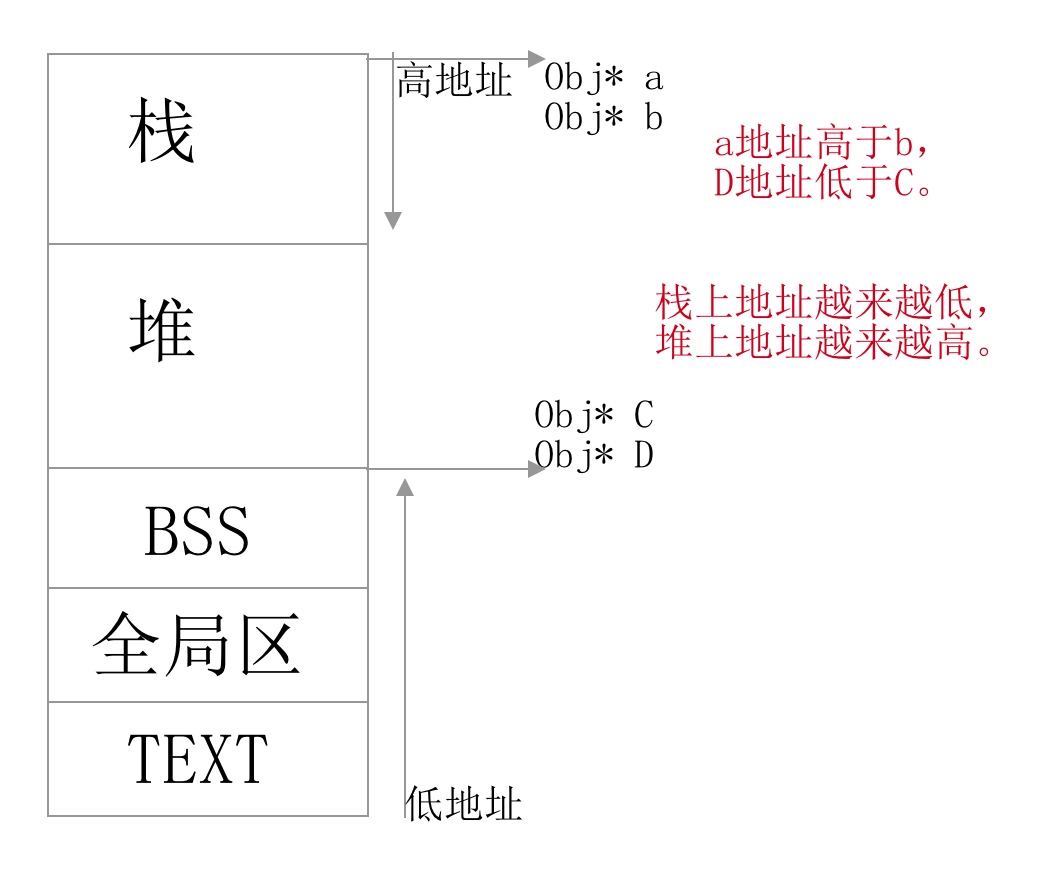 栈
高地址
Obj* a
Obj* b
a地址高于b，
D地址低于C。
堆
栈上地址越来越低，
堆上地址越来越高。
Obj* C
Obj* D
BSS
全局区
TEXT
低地址